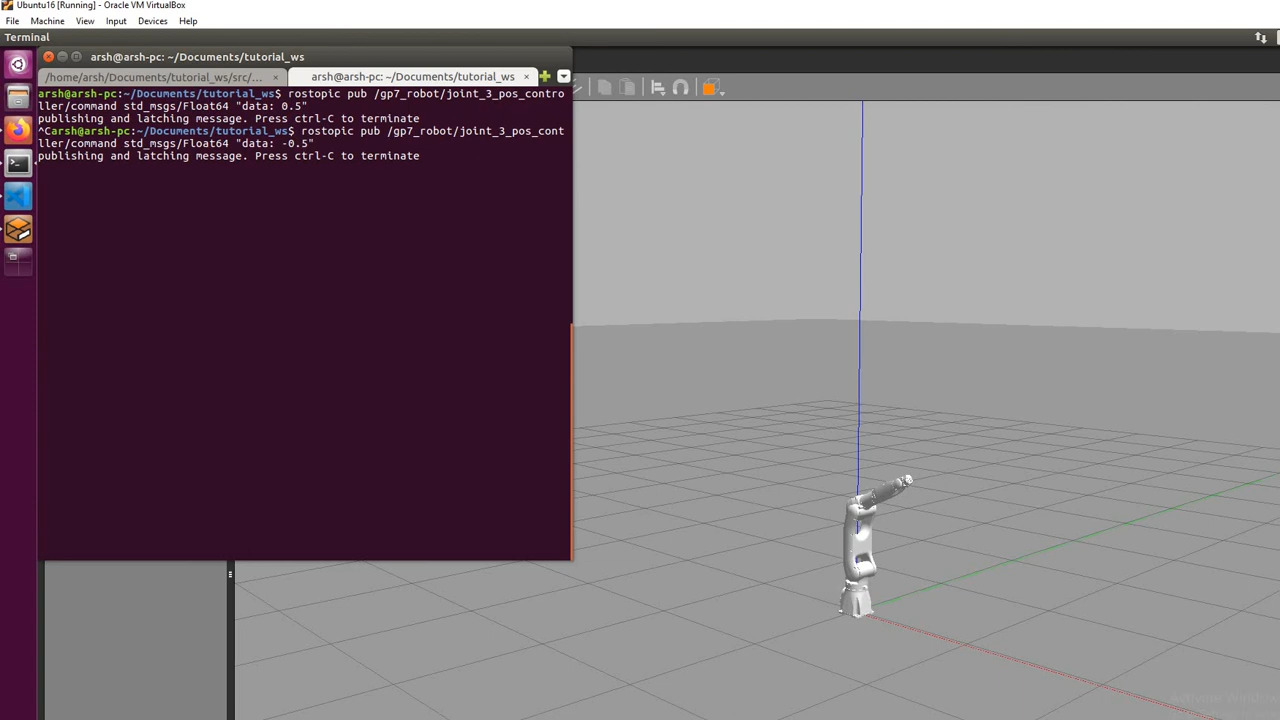 Ubuntu16 [Running] - Oracle VM VirtualBox
File Machine View Input Devices Help
Terminal
arsh@arsh-pc: ~/Documents/tutorial_ws
/home/arsh/Documents/tutorial_ws/src/... × arsh@arsh-pc: ~/Documents/tutorial_ws ×
arsh@arsh-pc:~/Documents/tutorial_ws$ rostopic pub /gp7_robot/joint_3_pos_contro
ller/command std_msgs/Float64 "data: 0.5"
publishing and latching message. Press ctrl-C to terminate
^Carsh@arsh-pc:~/Documents/tutorial_ws$ rostopic pub /gp7_robot/joint_3_pos_cont
ller/command std_msgs/Float64 "data: -0.5"
publishing and latching message. Press ctrl-C to terminate
Activate Window